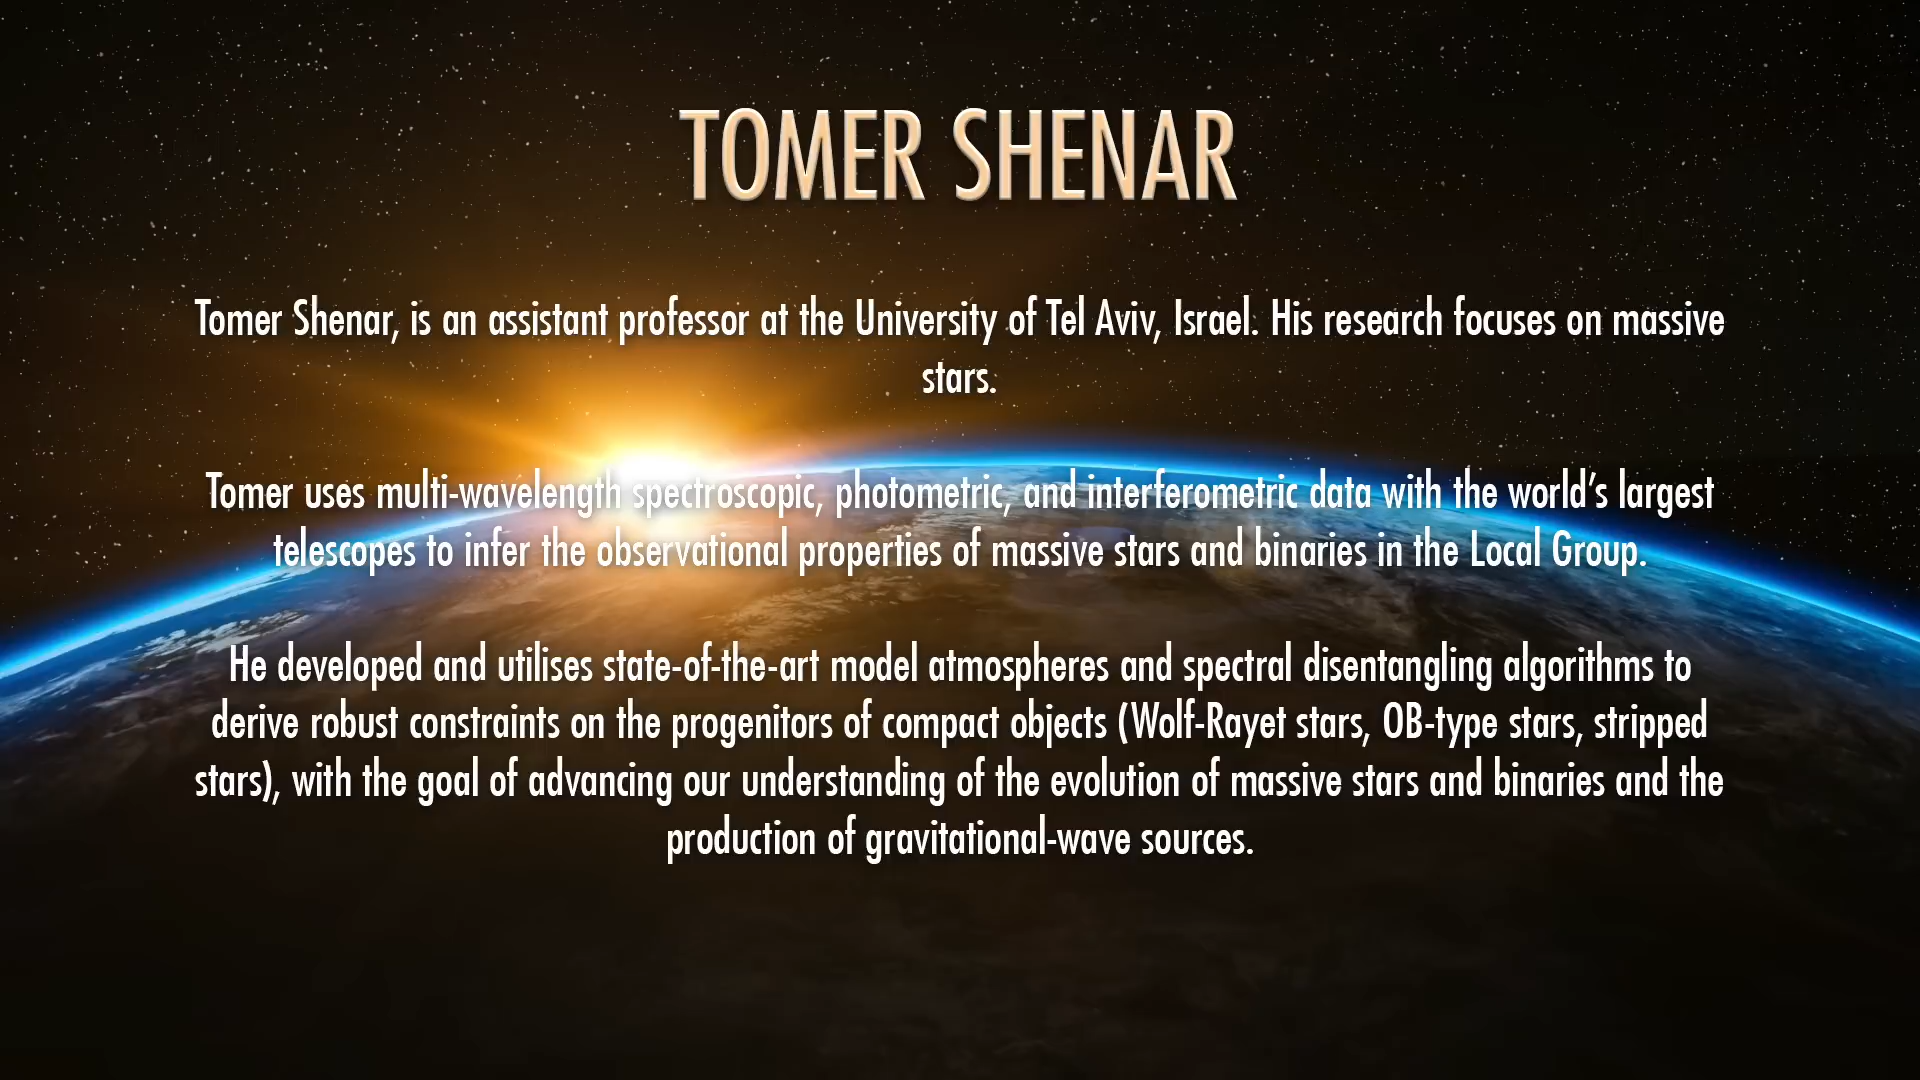 TOMER SHENAR
Tomer Shenar, is an assistant professor at the University of Tel Aviv, Israel. His research focuses on massive
stars.
Tomer uses multi-wavelength spectroscopic, photometric, and interferometric data with the world’s largest
telescopes to infer the observational properties of massive stars and binaries in the Local Group.
He developed and utilises state-of-the-art model atmospheres and spectral disentangling algorithms to
derive robust constraints on the progenitors of compact objects (Wolf-Rayet stars, OB-type stars, stripped
stars), with the goal of advancing our understanding of the evolution of massive stars and binaries and the
production of gravitational-wave sources.